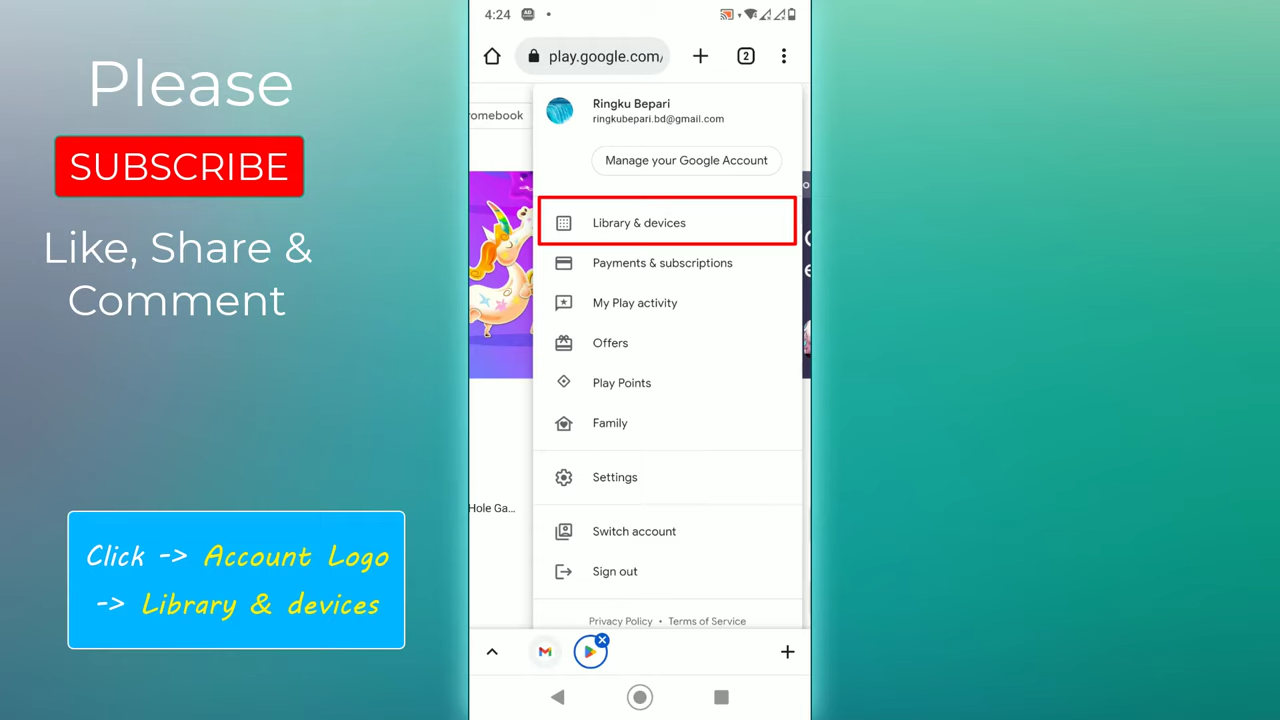 Please
SUBSCRIBE
Like, Share &
Comment
Click -> Account Logo
-> Library & devices
4:24
play.google.com/
2
omebook
Ringku Bepari
ringkubepari.bd@gmail.com
Manage your Google Account
Library & devices
Payments & subscriptions
My Play activity
Offers
Play Points
Family
Settings
Hole Ga...
Switch account
Sign out
Privacy Policy • Terms of Service